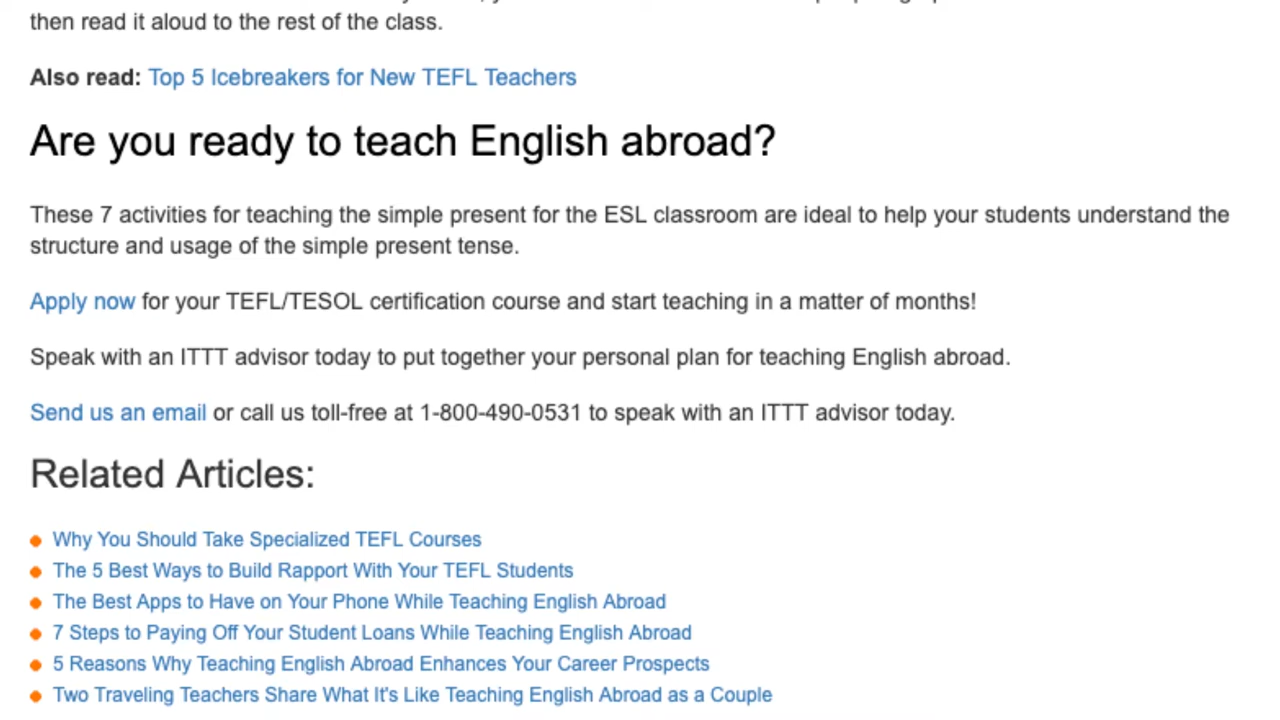 then read it aloud to the rest of the class.
Also read: Top 5 Icebreakers for New TEFL Teachers
Are you ready to teach English abroad?
These 7 activities for teaching the simple present for the ESL classroom are ideal to help your students understand the
structure and usage of the simple present tense.
Apply now for your TEFL/TESOL certification course and start teaching in a matter of months!
Speak with an ITTT advisor today to put together your personal plan for teaching English abroad.
Send us an email or call us toll-free at 1-800-490-0531 to speak with an ITTT advisor today.
Related Articles:
Why You Should Take Specialized TEFL Courses
The 5 Best Ways to Build Rapport With Your TEFL Students
The Best Apps to Have on Your Phone While Teaching English Abroad
7 Steps to Paying Off Your Student Loans While Teaching English Abroad
5 Reasons Why Teaching English Abroad Enhances Your Career Prospects
Two Traveling Teachers Share What It's Like Teaching English Abroad as a Couple